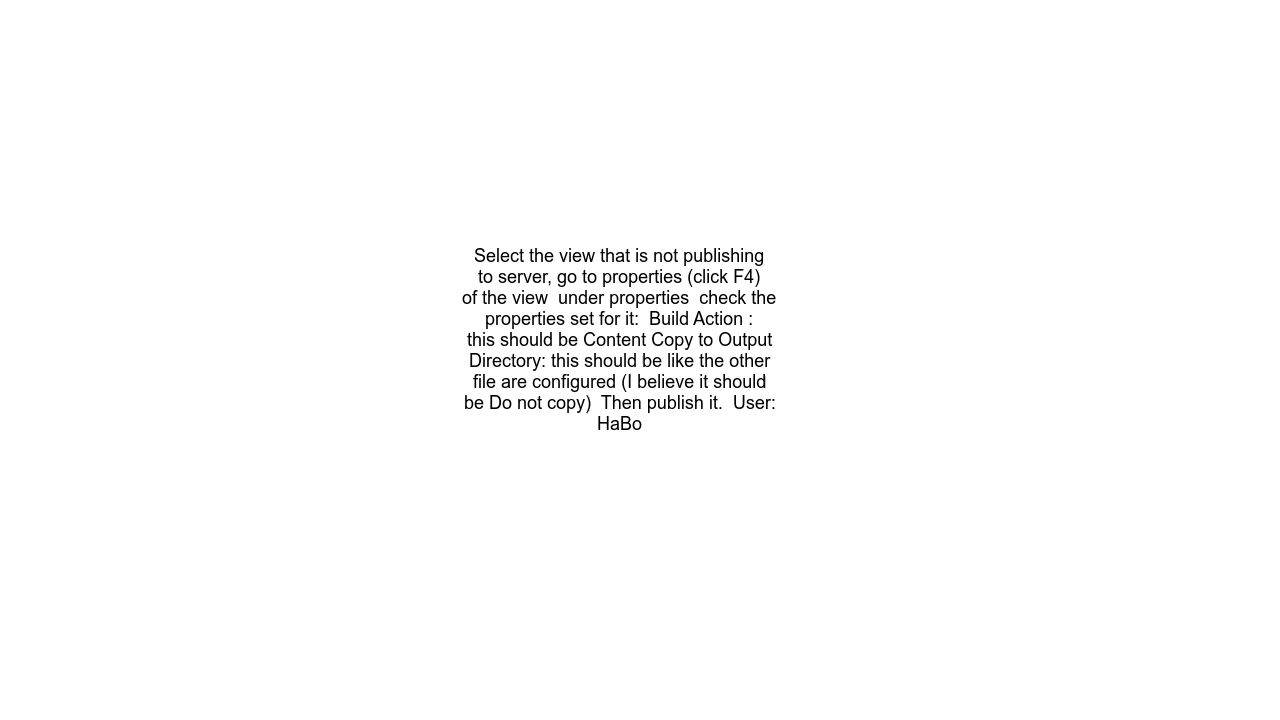 Select the view that is not publishing
to server, go to properties (click F4)
of the view  under properties  check the
properties set for it:  Build Action :
this should be Content Copy to Output
Directory: this should be like the other
file are configured (I believe it should
be Do not copy)  Then publish it.  User:
HaBo